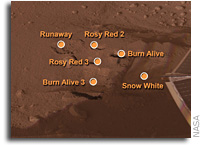 Runaway
Rosy Red 2
Burn Alive
Rosy Red 3
Burn Alive 3
Snow White
NASA